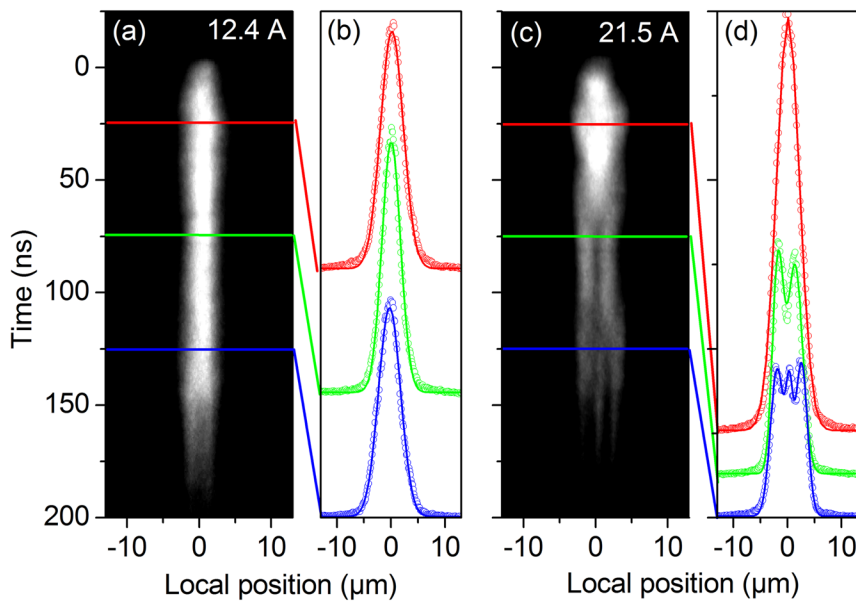 (a) 12.4 A (b) (c) 21.5 A (d)
0
50
100
150
200
Time (ns)
-10 0 10 -10 0 10 -10 0 10 -10 0 10
Local position (µm) Local position (µm)